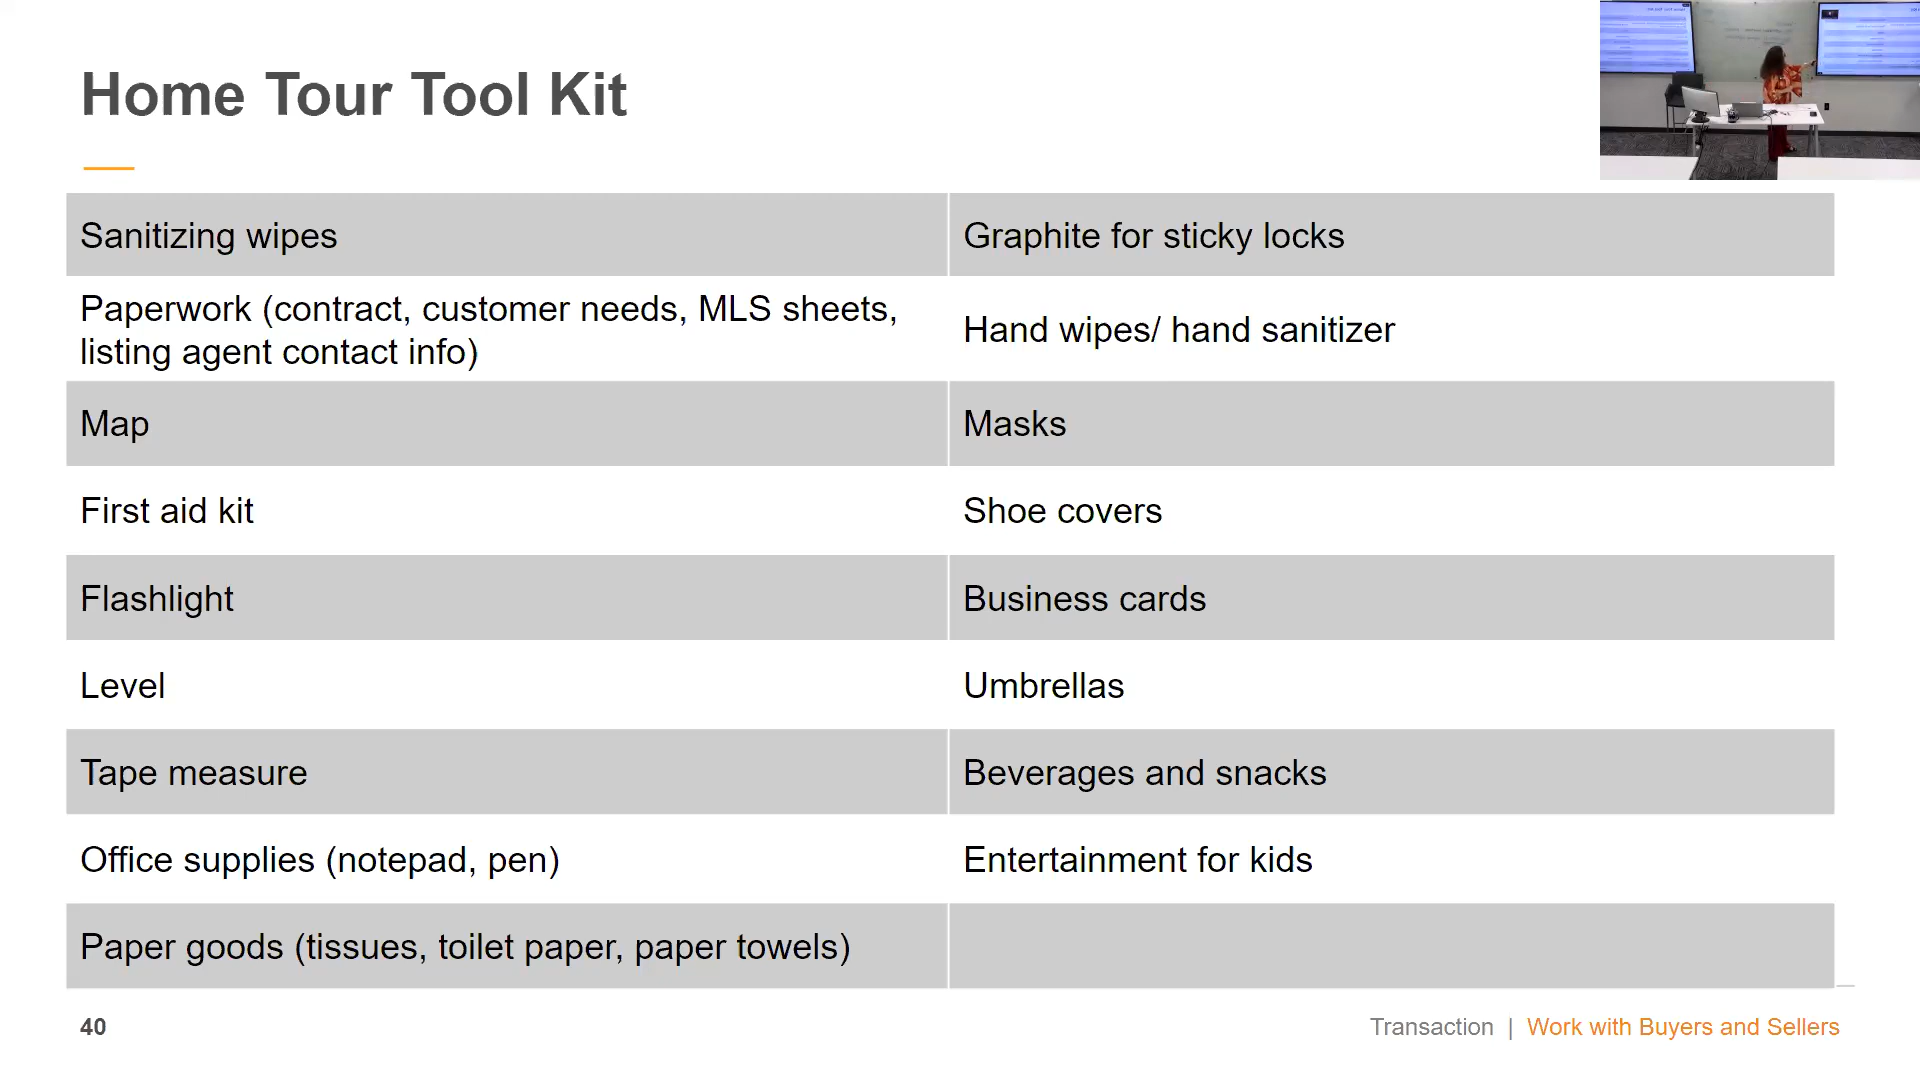 Home Tour Tool Kit
Sanitizing wipes
Graphite for sticky locks
Paperwork (contract, customer needs, MLS sheets,
listing agent contact info)
Hand wipes/ hand sanitizer
Map
Masks
First aid kit
Shoe covers
Flashlight
Business cards
Level
Umbrellas
Tape measure
Beverages and snacks
Office supplies (notepad, pen)
Entertainment for kids
Paper goods (tissues, toilet paper, paper towels)
40
Transaction | Work with Buyers and Sellers